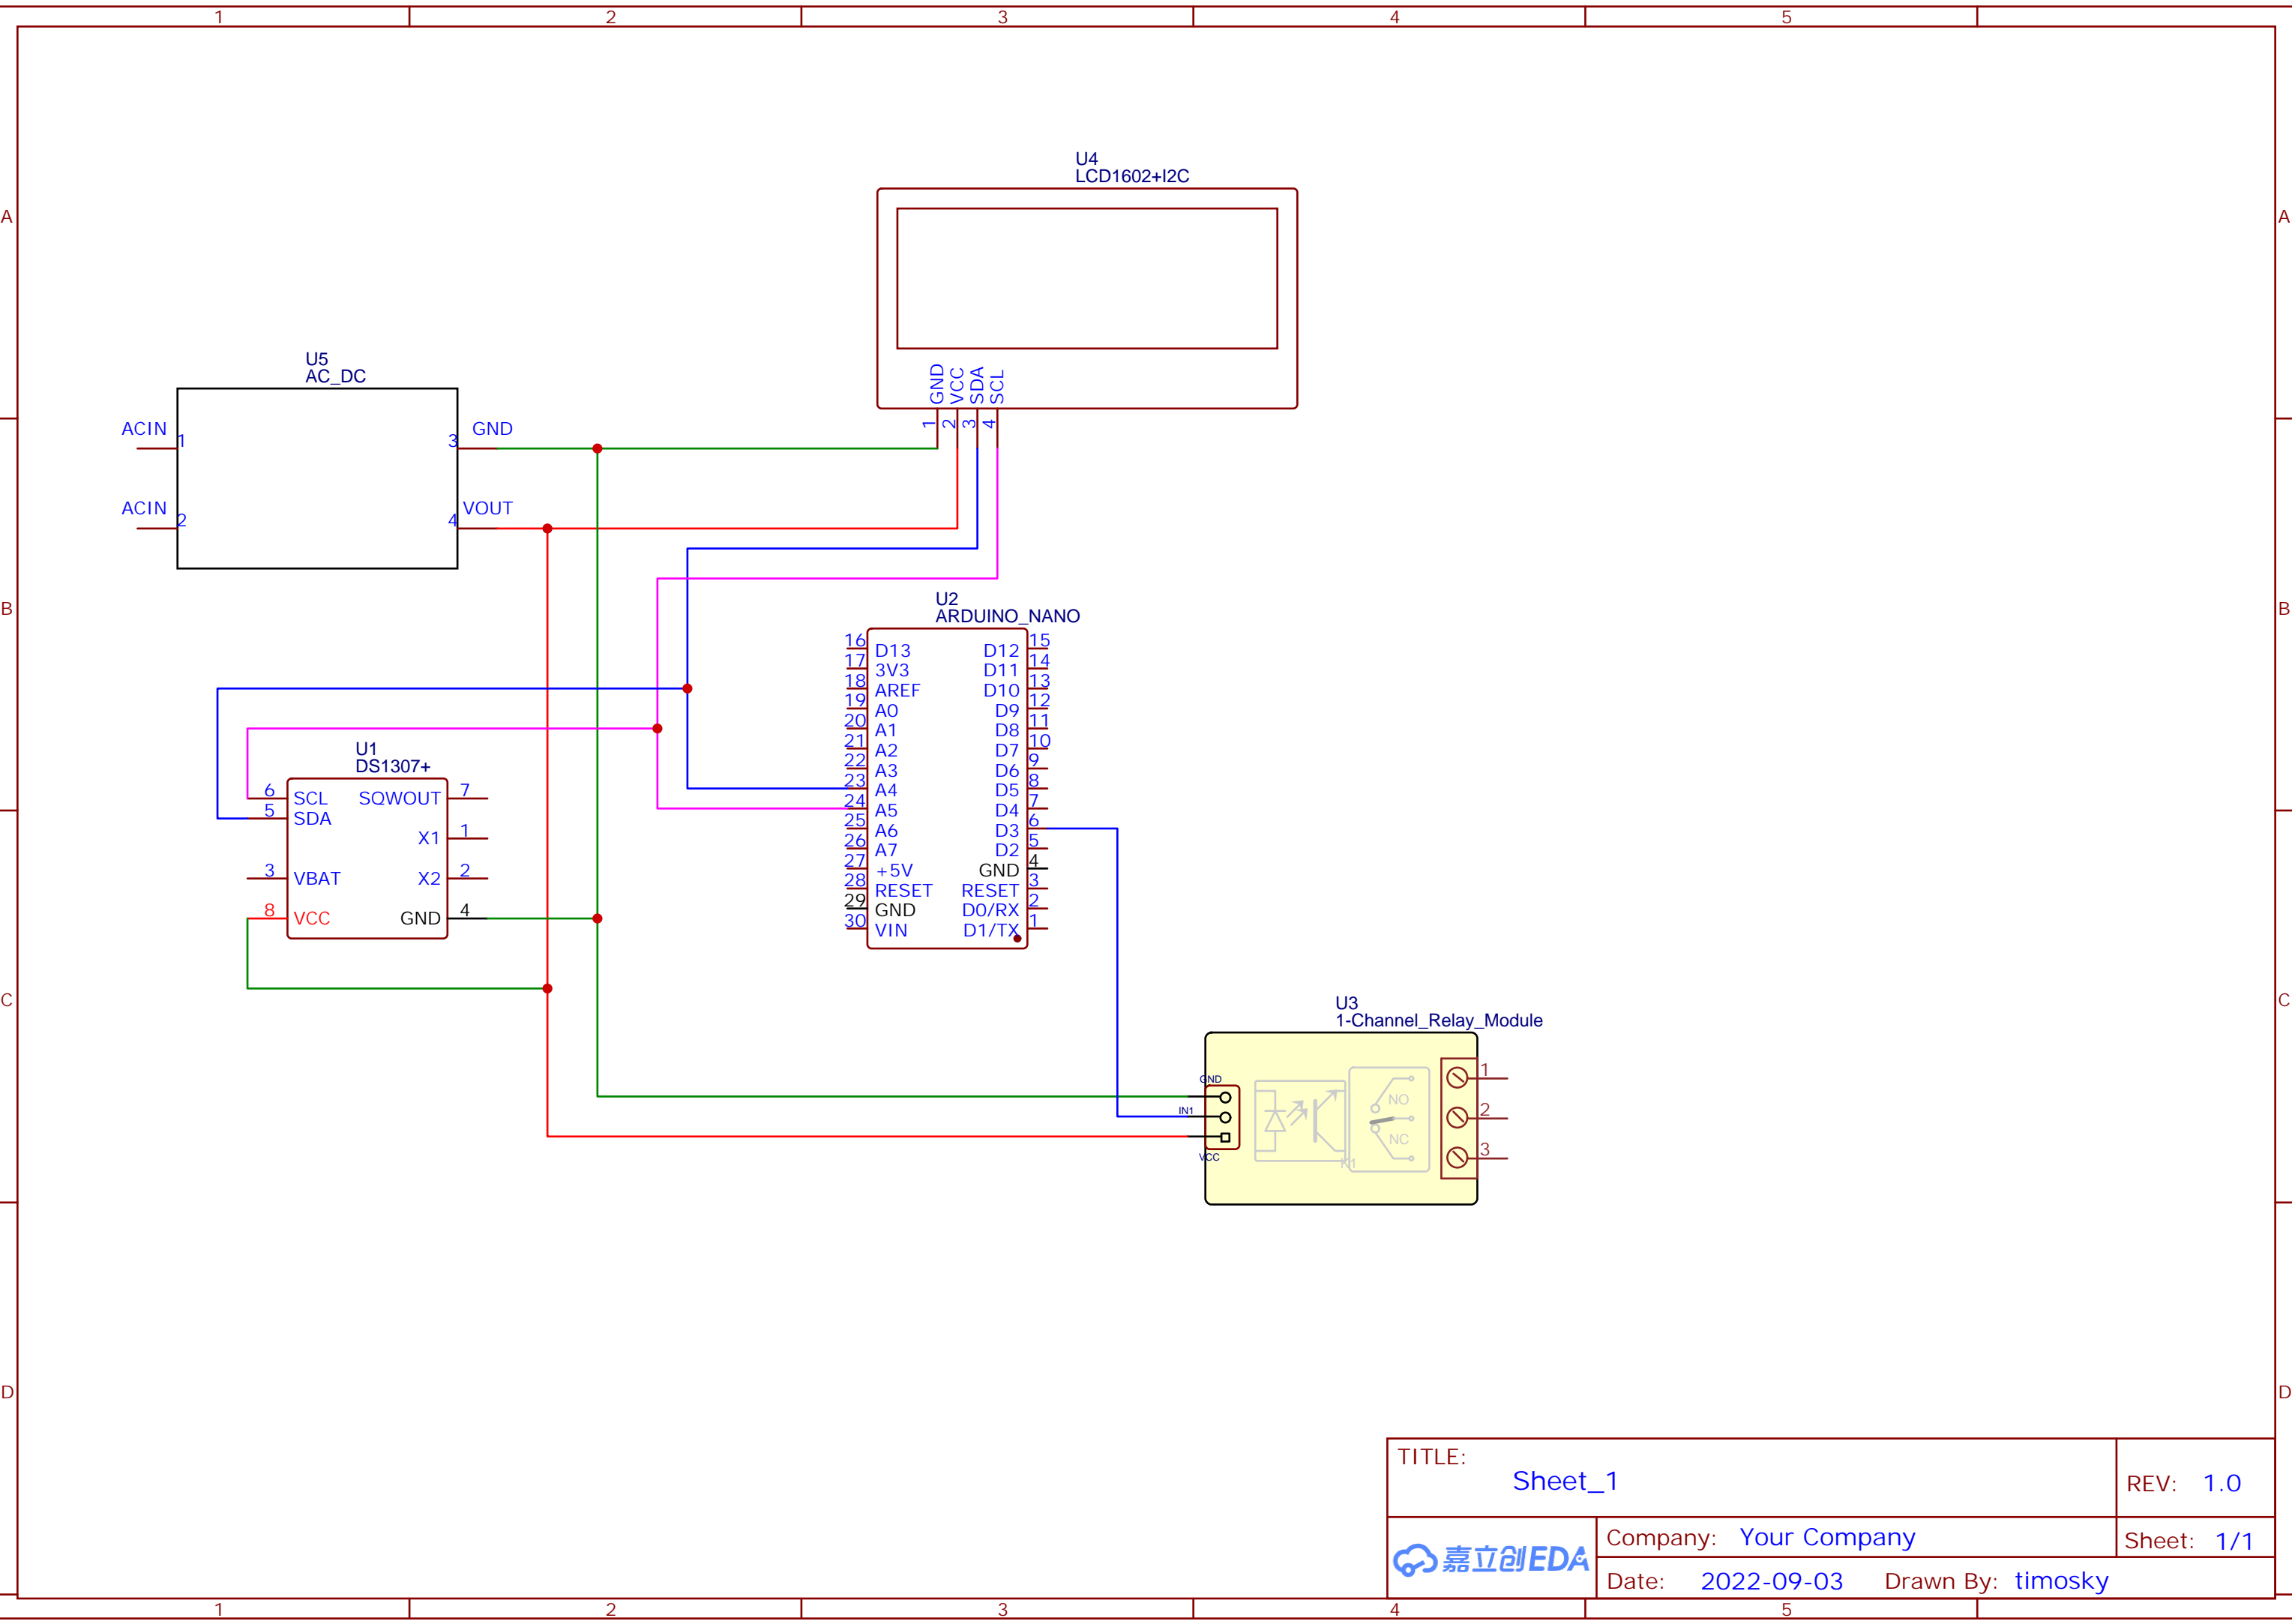 1 2 3 4 5
A A
U4
LCD1602+I2C
GND VCC SDA SCL
1 2 3 4
U5
AC_DC
ACIN 1 3 GND
ACIN 2 4 VOUT
B B
U2
ARDUINO_NANO
16 D13 D12 15
17 3V3 D11 14
18 AREF D10 13
19 A0 D9 12
20 A1 D8 11
21 A2 D7 10
22 A3 D6 9
23 A4 D5 8
24 A5 D4 7
25 A6 D3 6
26 A7 D2 5
27 +5V GND 4
28 RESET RESET 3
29 GND D0/RX 2
30 VIN D1/TX 1
U1
DS1307+
6 SCL SQWOUT 7
5 SDA
X1 1
3 VBAT X2 2
8 VCC GND 4
C C
U3
1-Channel_Relay_Module
GND
IN1
VCC
NO
NC
K1
1
2
3
D D
TITLE:
Sheet_1
REV: 1.0
嘉立创EDA
Company: Your Company
Sheet: 1/1
Date: 2022-09-03 Drawn By: timosky
1 2 3 4 5